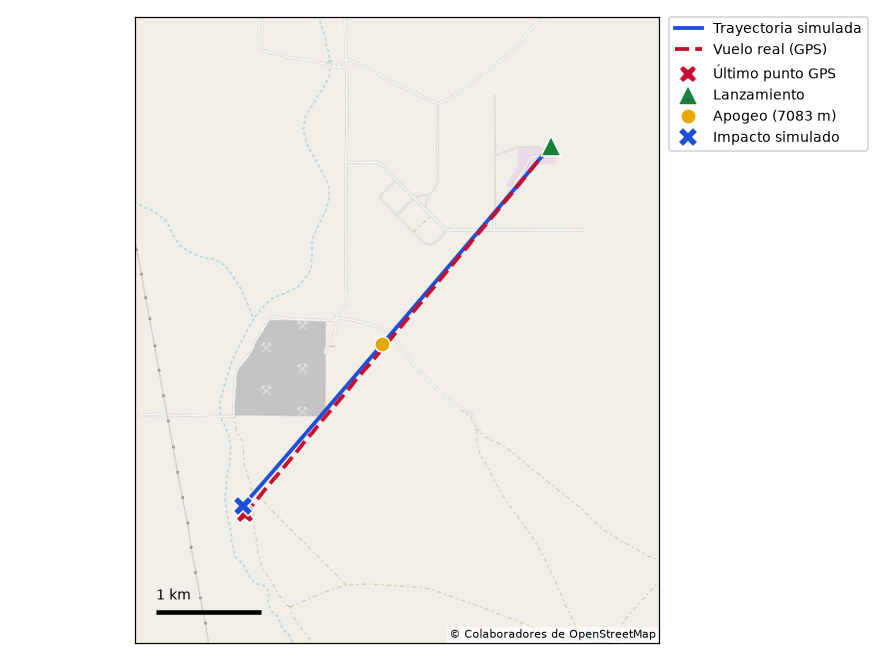 Trayectoria simulada
Vuelo real (GPS)
Último punto GPS
Lanzamiento
Apogeo (7083 m)
Impacto simulado
1 km
© Colaboradores de OpenStreetMap